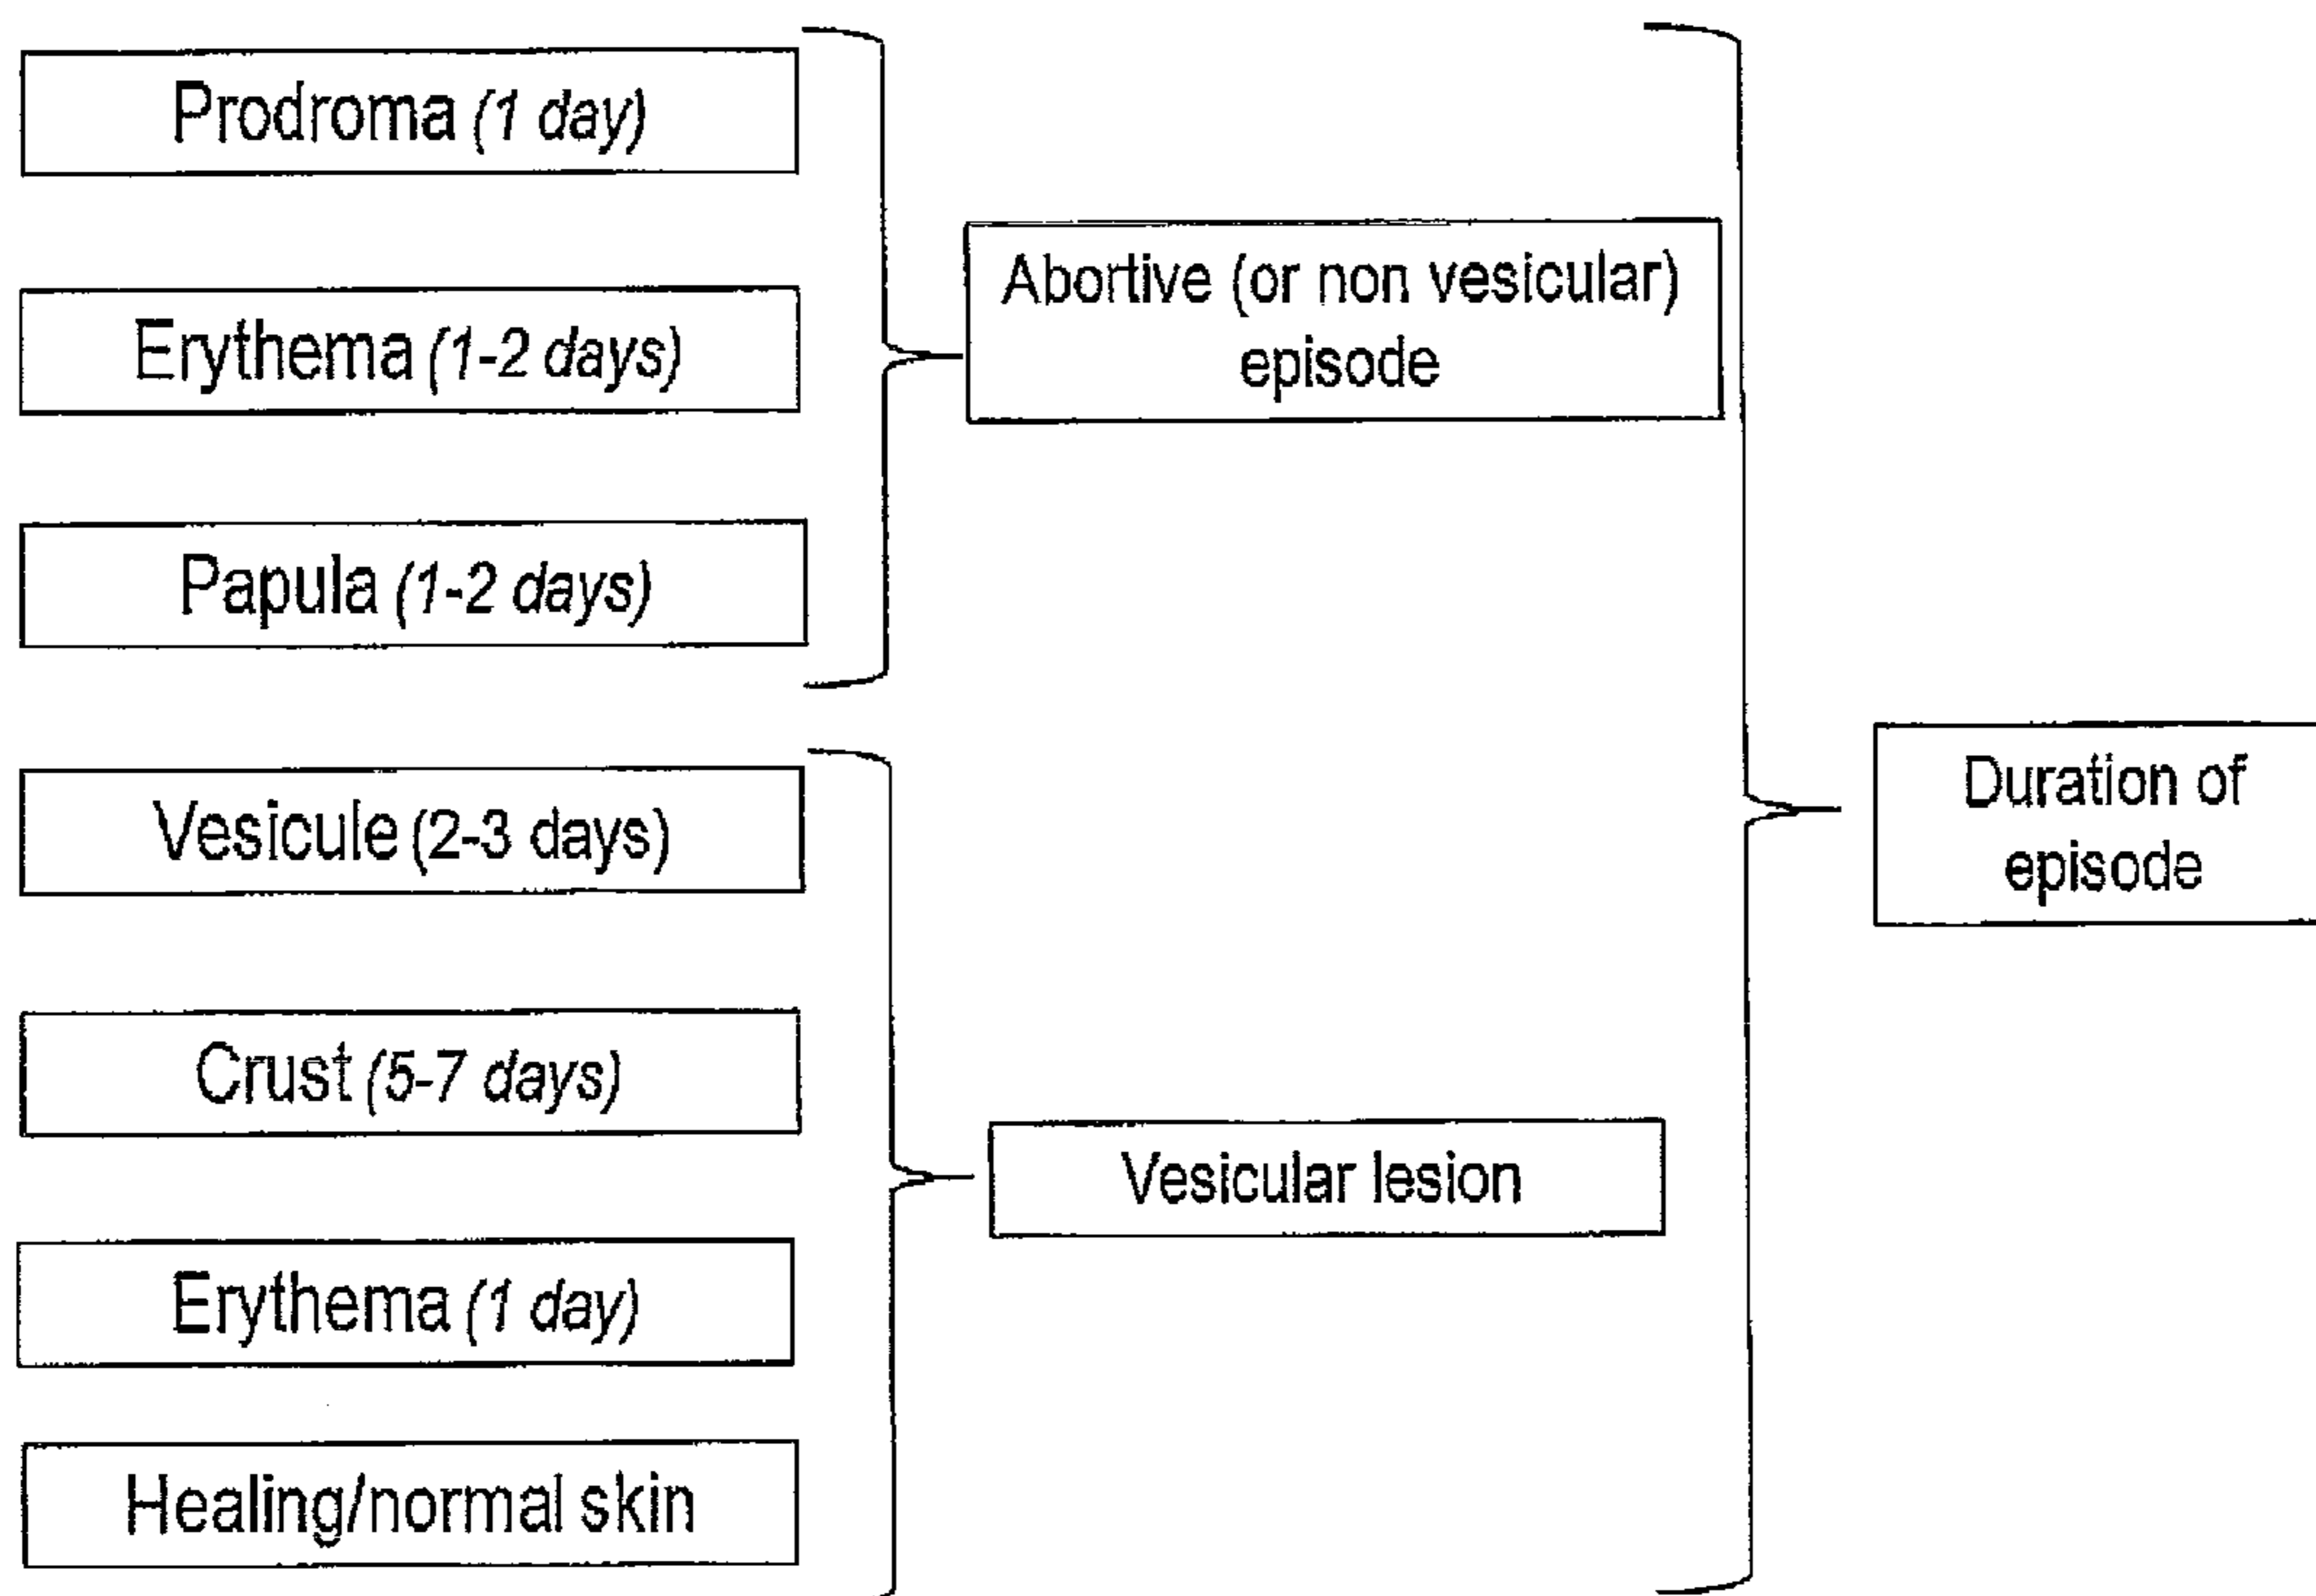 Prodroma (1 day)
Erythema (1-2 days)
Papula (1-2 days)
Abortive (or non vesicular)
episode
Vesicule (2-3 days)
Crust (5-7 days)
Erythema (1 day)
Healing/normal skin
Vesicular lesion
Duration of
episode